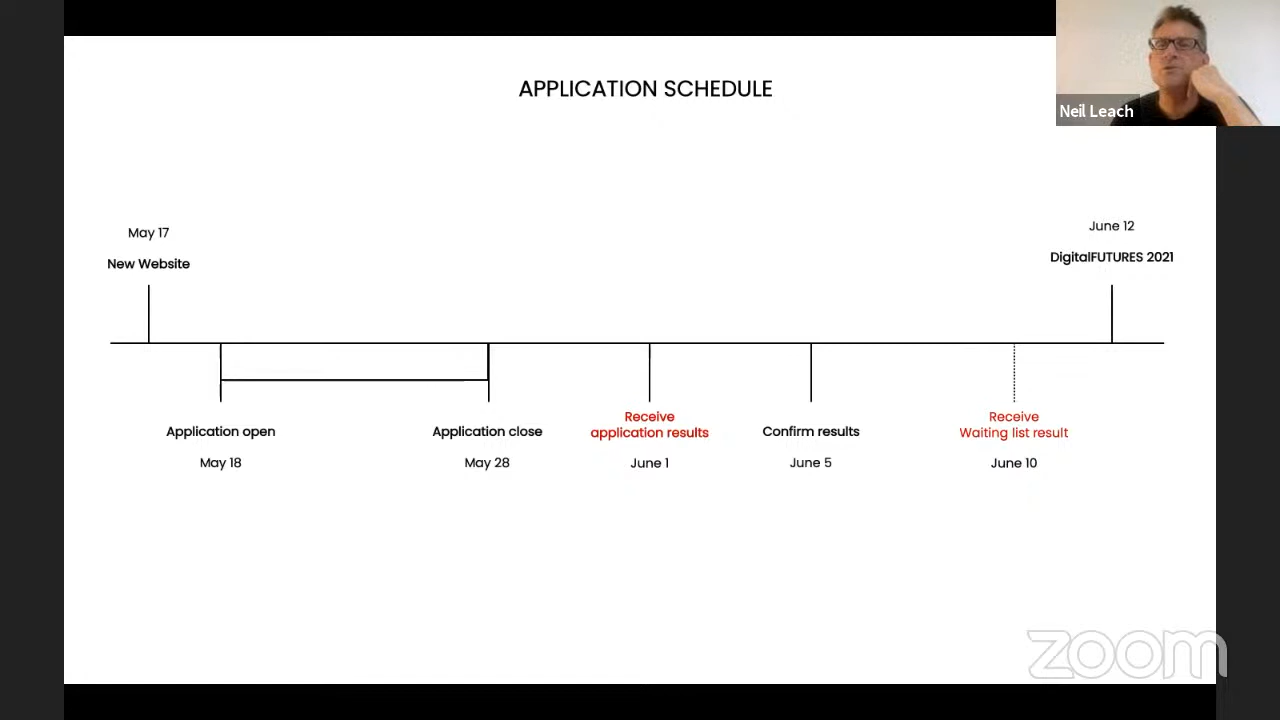 APPLICATION SCHEDULE
Neil Leach
May 17
New Website
June 12
DigitalFUTURES 2021
Application open
May 18
Application close
May 28
Receive
application results
June 1
Confirm results
June 5
Receive
Waiting list result
June 10
zoom